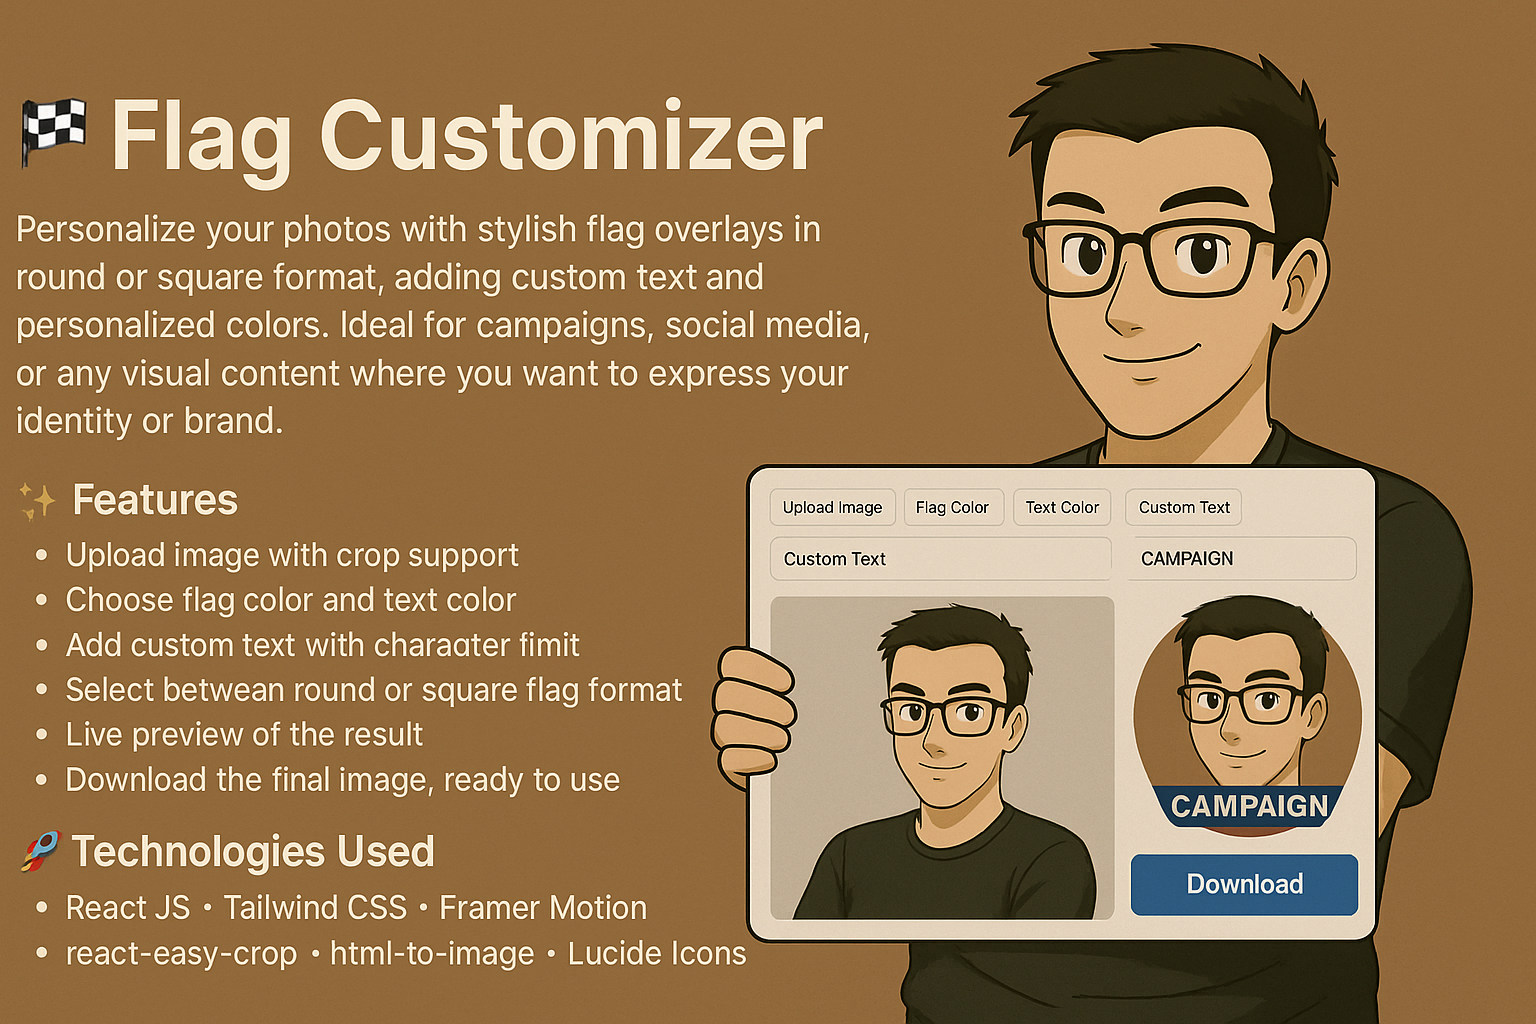 Flag Customizer
Personalize your photos with stylish flag overlays in
round or square format, adding custom text and
personalized colors. Ideal for campaigns, social media,
or any visual content where you want to express your
identity or brand.
Features
• Upload image with crop support
• Choose flag color and text color
• Add custom text with charaɑter fimit
• Select betwean round or square flag format
• Live preview of the result
• Download the final image, ready to use
Technologies Used
• React JS • Tailwind CSS • Framer Motion
• react-easy-crop • html-to-image • Lucide Icons
Upload Image Flag Color Text Color Custom Text
Custom Text CAMPAIGN
CAMPAIGN
Download